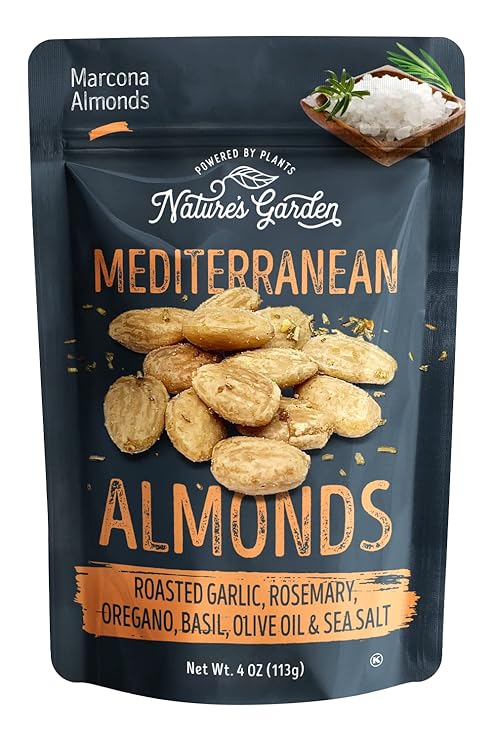 Marcona
Almonds
POWERED BY PLANTS
Nature's Garden
MEDITERRANEAN
ALMONDS
ROASTED GARLIC, ROSEMARY,
OREGANO, BASIL, OLIVE OIL & SEA SALT
Net Wt. 4 OZ (113g)
K